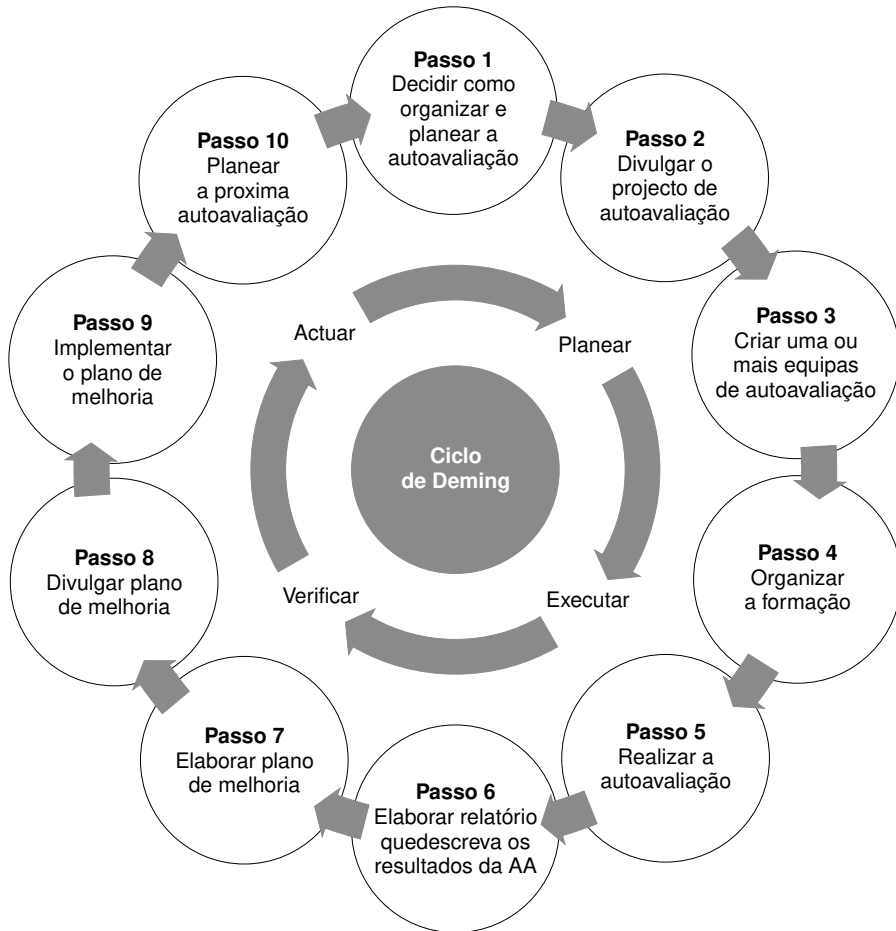 Passo 1
Decidir como
organizar e
planear a
autoavaliação
Passo 2
Divulgar o
projecto de
autoavaliação
Passo 3
Criar uma ou
mais equipas
de autoavaliação
Passo 4
Organizar
a formação
Passo 5
Realizar a
autoavaliação
Passo 6
Elaborar relatório
quedescreva os
resultados da AA
Passo 7
Elaborar plano
de melhoria
Passo 8
Divulgar plano
de melhoria
Passo 9
Implementar
o plano de
melhoria
Passo 10
Planear
a proxima
autoavaliação
Actuar
Planear
Executar
Verificar
Ciclo
de Deming